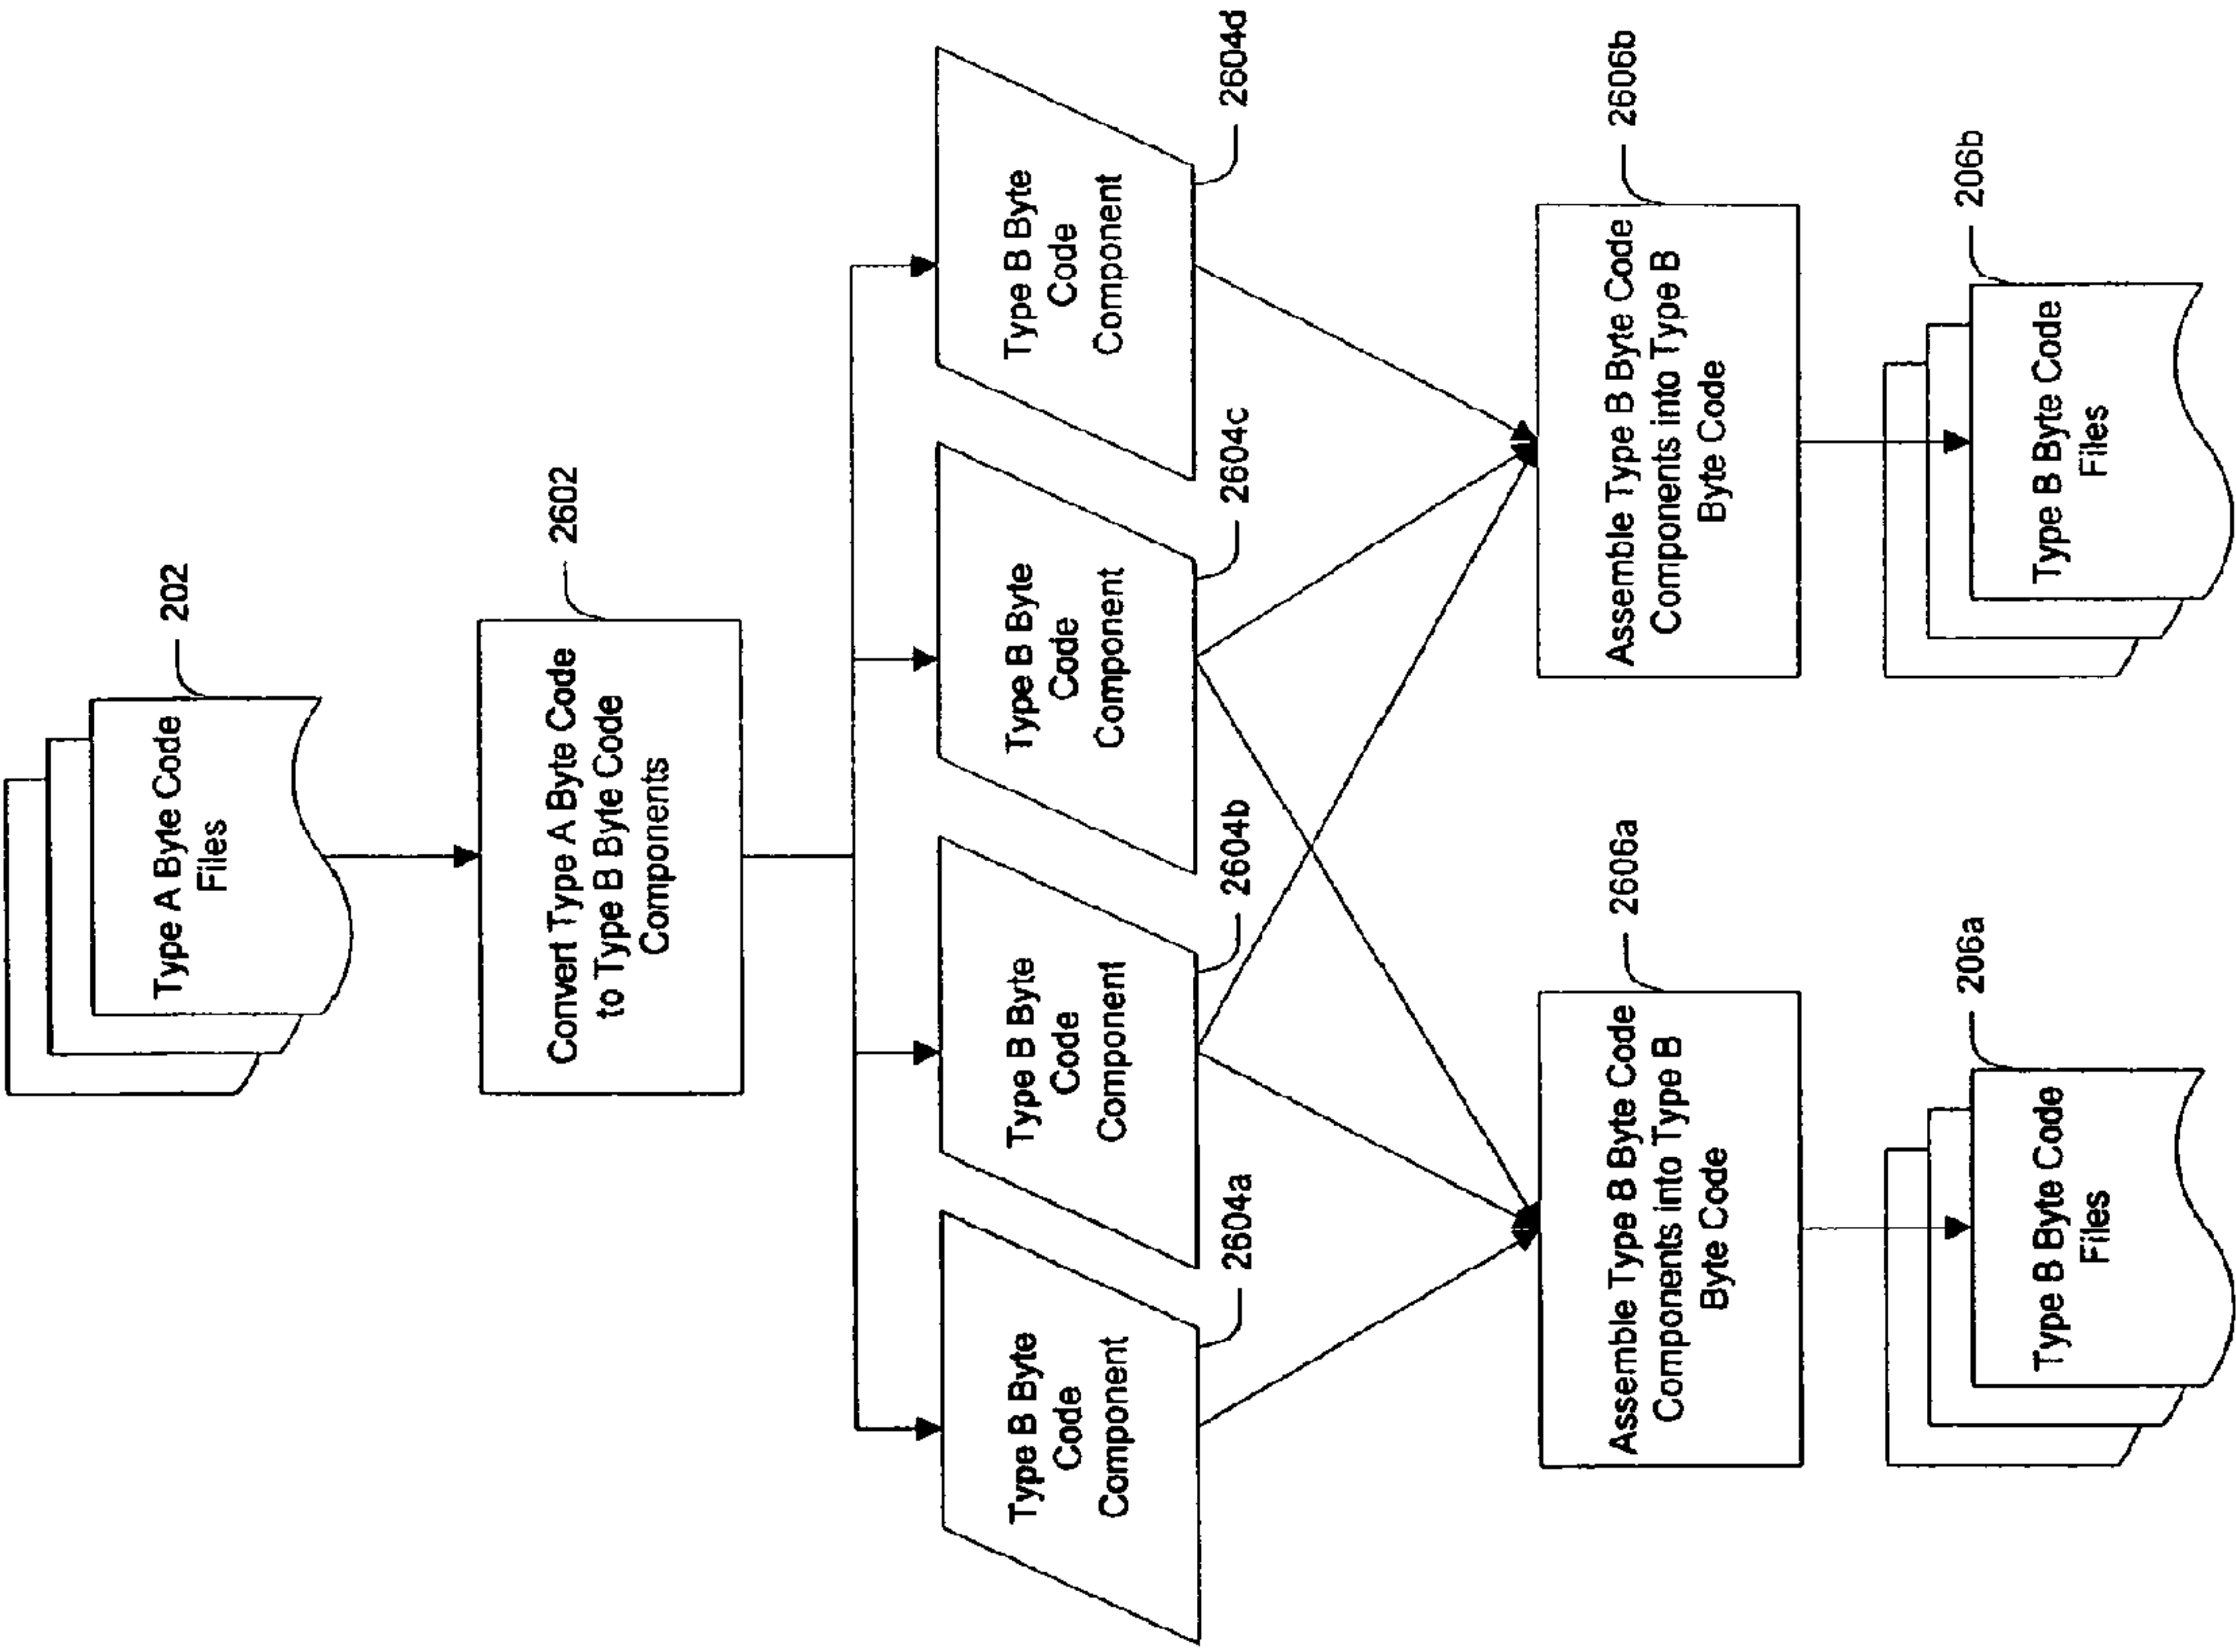 202
Type A Byte Code
Files
2602
Convert Type A Byte Code
to Type B Byte Code
Components
2604a
Type B Byte
Code
Component
2604b
Type B Byte
Code
Component
2604c
Type B Byte
Code
Component
2604d
Type B Byte
Code
Component
2606a
Assemble Type B Byte Code
Components into Type B
Byte Code
2606b
Assemble Type B Byte Code
Components into Type B
Byte Code
206a
Type B Byte Code
Files
206b
Type B Byte Code
Files